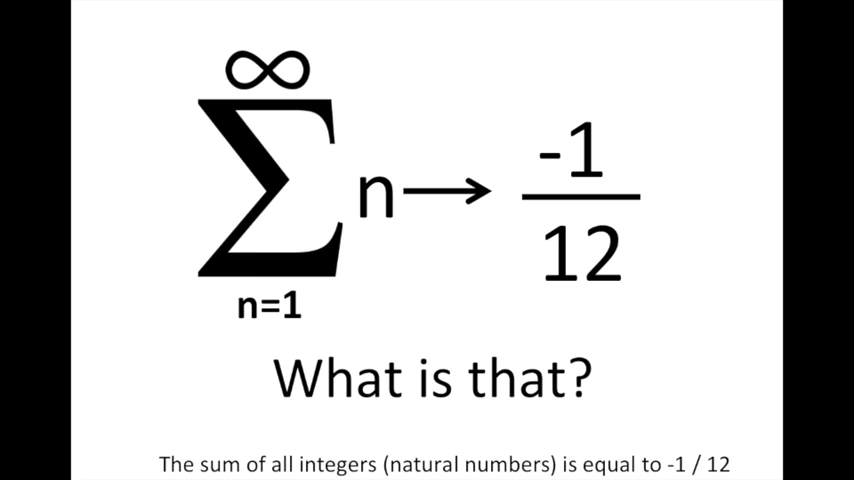 ∞
∑ n → -1
12
n=1
What is that?
The sum of all integers (natural numbers) is equal to -1 / 12